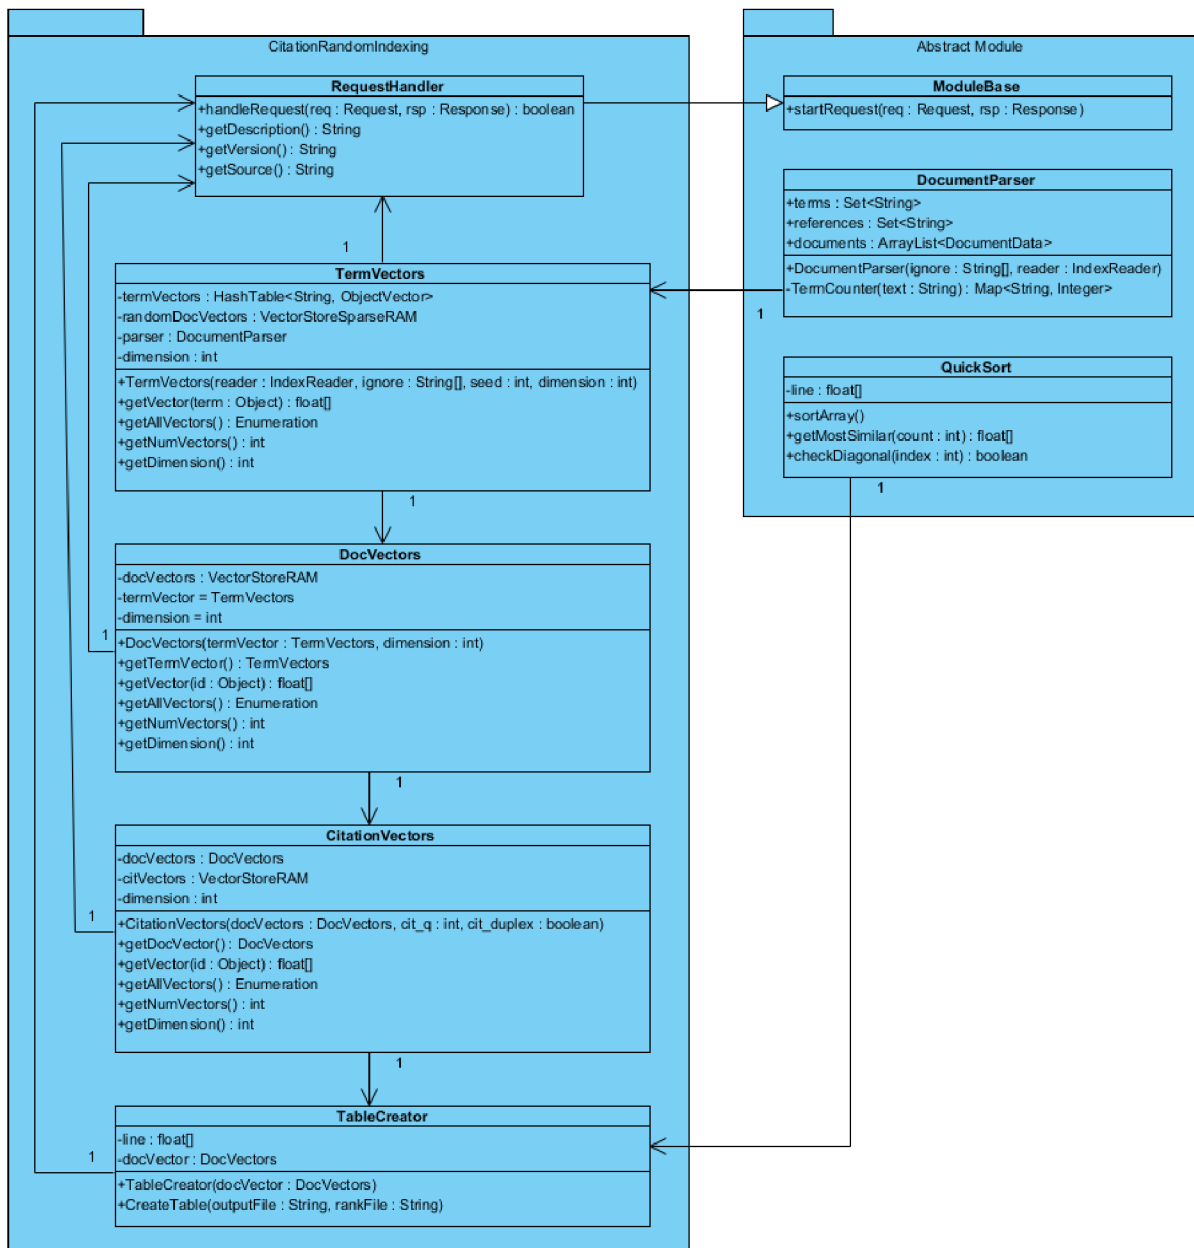 CitationRandomIndexing
RequestHandler
+handleRequest(req : Request, rsp : Response) : boolean
+getDescription() : String
+getVersion() : String
+getSource() : String
1
TermVectors
-termVectors : HashTable<String, ObjectVector>
-randomDocVectors : VectorStoreSparseRAM
-parser : DocumentParser
-dimension : int
+TermVectors(reader : IndexReader, ignore : String[], seed : int, dimension : int)
+getVector(term : Object) : float[]
+getAllVectors() : Enumeration
+getNumVectors() : int
+getDimension() : int
1
DocVectors
-docVectors : VectorStoreRAM
-termVector = TermVectors
-dimension = int
1
+DocVectors(termVector : TermVectors, dimension : int)
+getTermVector() : TermVectors
+getVector(id : Object) : float[]
+getAllVectors() : Enumeration
+getNumVectors() : int
+getDimension() : int
1
CitationVectors
-docVectors : DocVectors
-citVectors : VectorStoreRAM
-dimension : int
1
+CitationVectors(docVectors : DocVectors, cit_q : int, cit_duplex : boolean)
+getDocVector() : DocVectors
+getVector(id : Object) : float[]
+getAllVectors() : Enumeration
+getNumVectors() : int
+getDimension() : int
1
TableCreator
-line : float[]
-docVector : DocVectors
1
+TableCreator(docVector : DocVectors)
+CreateTable(outputFile : String, rankFile : String)
Abstract Module
ModuleBase
+startRequest(req : Request, rsp : Response)
DocumentParser
+terms : Set<String>
+references : Set<String>
+documents : ArrayList<DocumentData>
+DocumentParser(ignore : String[], reader : IndexReader)
-TermCounter(text : String) : Map<String, Integer>
1
QuickSort
-line : float[]
+sortArray()
+getMostSimilar(count : int) : float[]
+checkDiagonal(index : int) : boolean
1